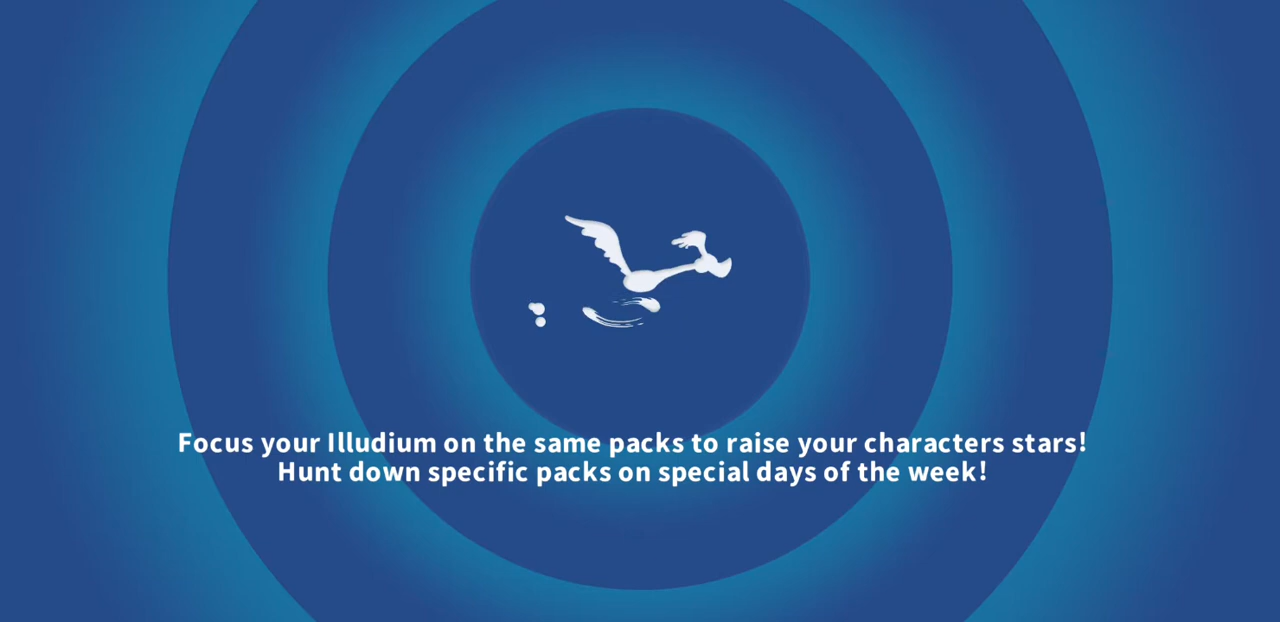 Focus your Illudium on the same packs to raise your characters stars!
Hunt down specific packs on special days of the week!